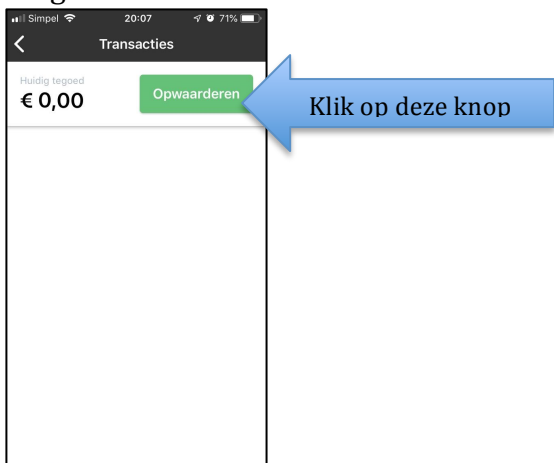 Simpel 20:07 71%
Transacties
Huidig tegoed
€ 0,00
Opwaarderen
Klik op deze knop